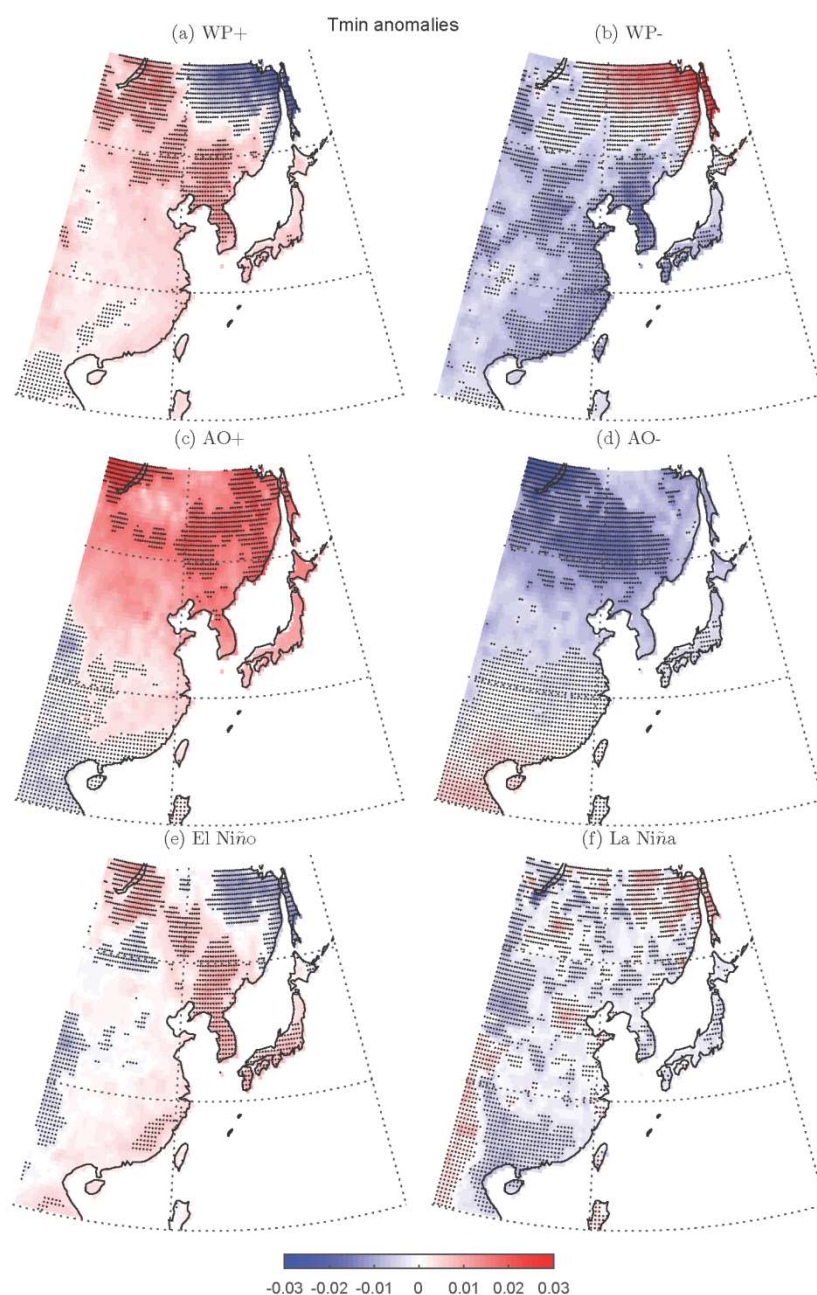 Tmin anomalies
(a) WP+
(b) WP-
(c) AO+
(d) AO-
(e) El Niño
(f) La Niña
-0.03 -0.02 -0.01 0 0.01 0.02 0.03